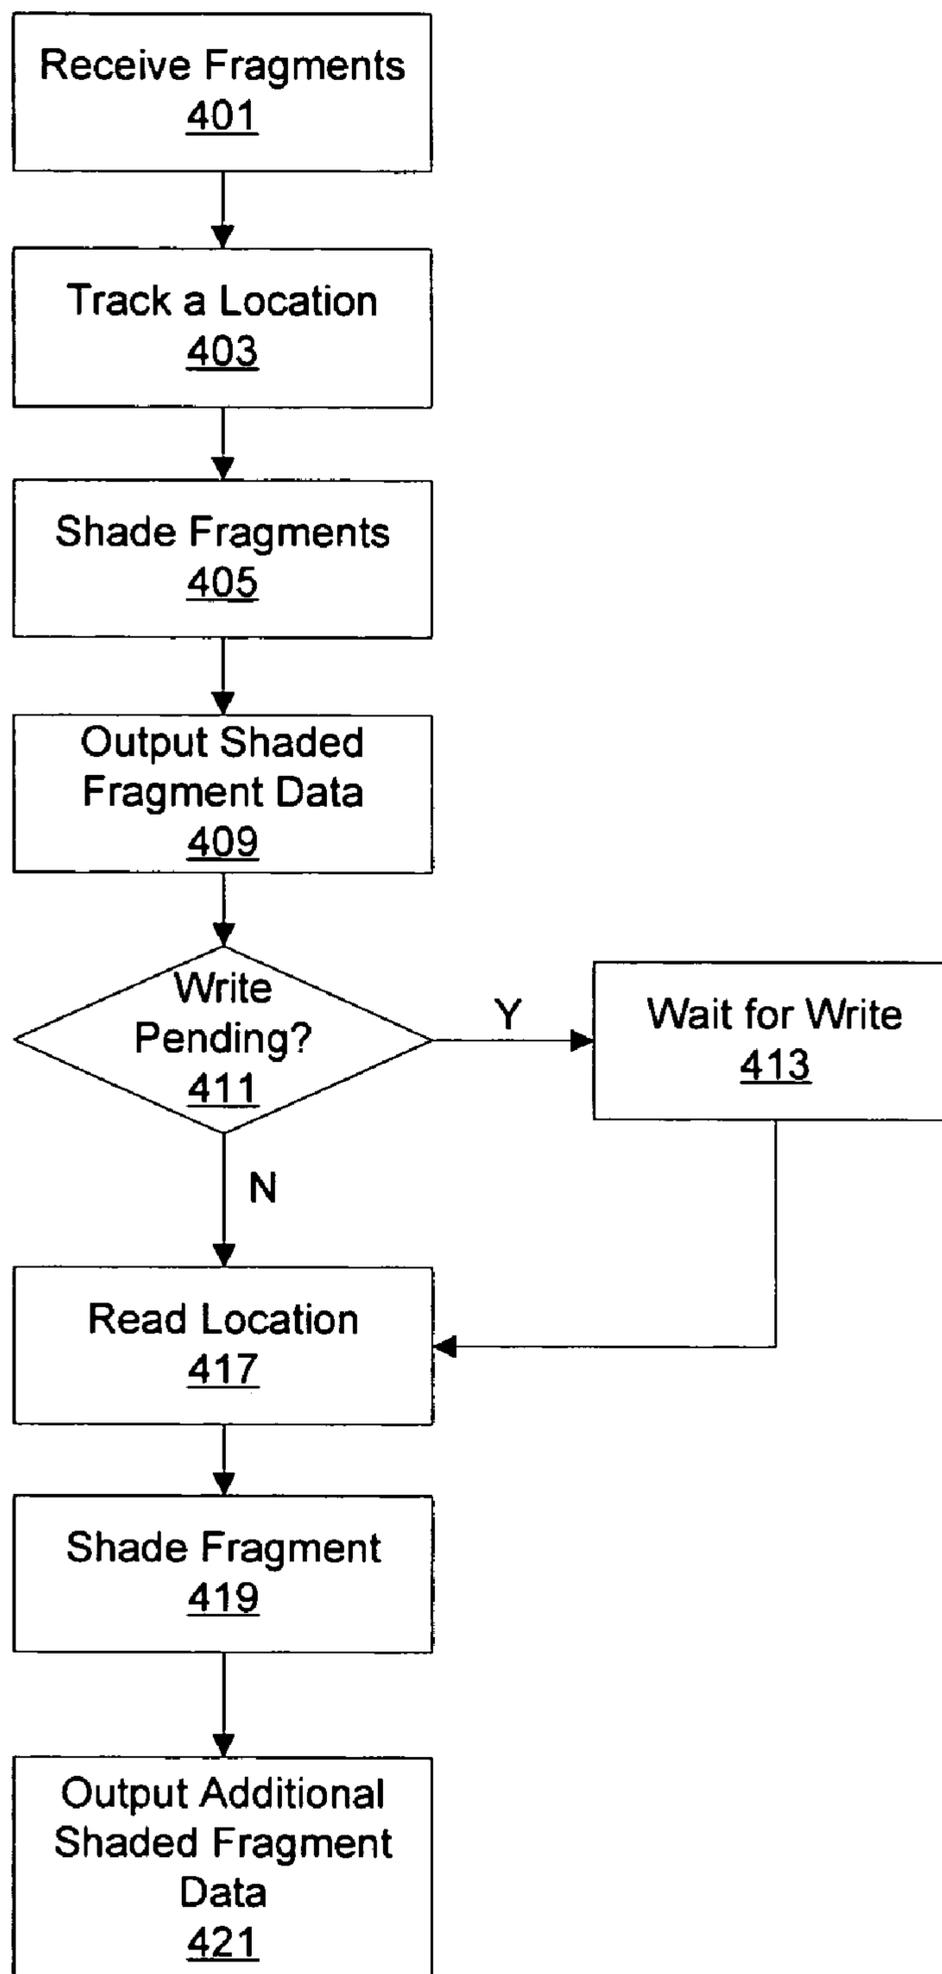 Receive Fragments
401
Track a Location
403
Shade Fragments
405
Output Shaded
Fragment Data
409
Write
Pending?
411
Y
Wait for Write
413
N
Read Location
417
Shade Fragment
419
Output Additional
Shaded Fragment
Data
421